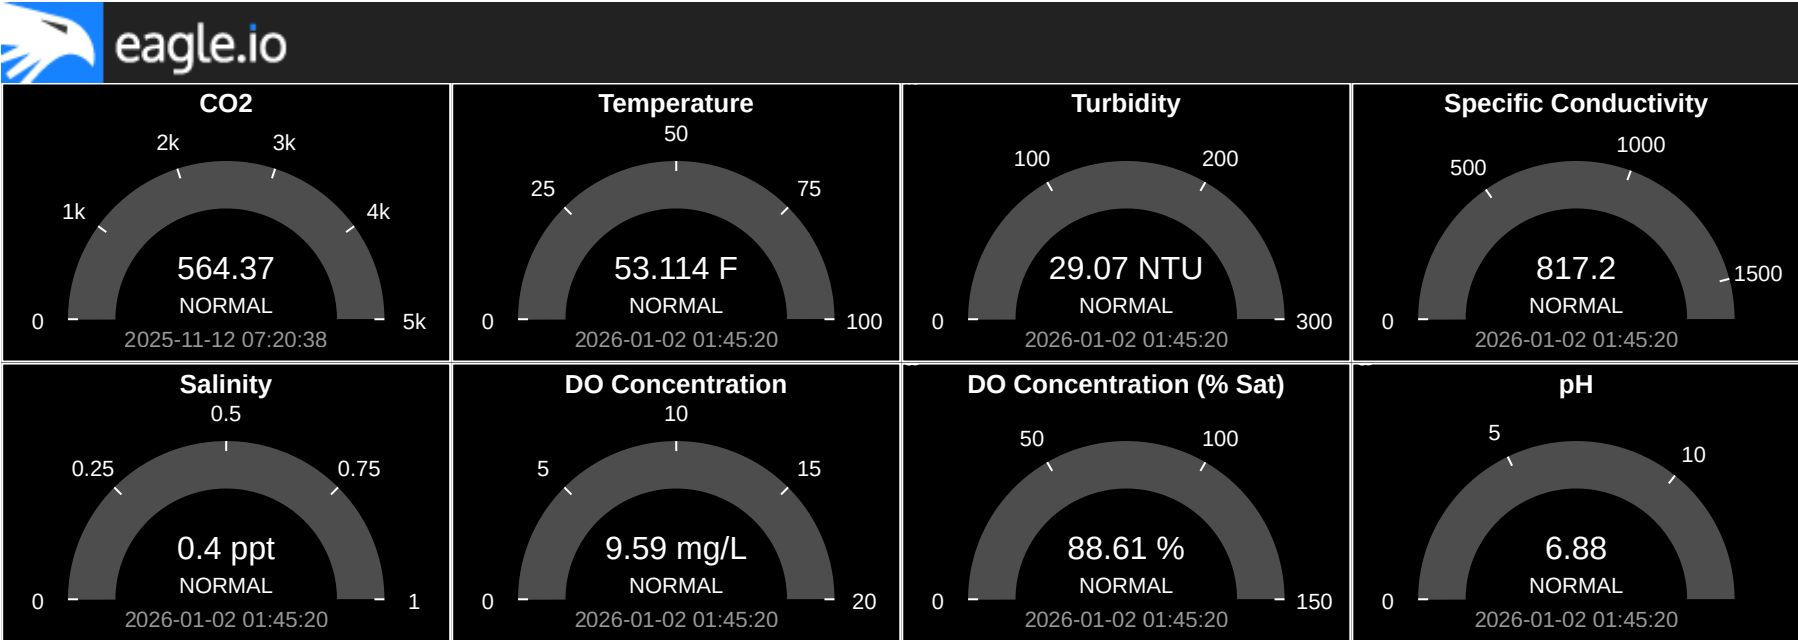 eagle.io
CO2
2k
3k
1k
4k
564.37
NORMAL
0
5k
2025-11-12 07:20:38
Temperature
50
25
75
53.114 F
NORMAL
0
100
2026-01-02 01:45:20
Turbidity
100
200
29.07 NTU
NORMAL
0
300
2026-01-02 01:45:20
Specific Conductivity
1000
500
817.2
1500
NORMAL
0
2026-01-02 01:45:20
Salinity
0.5
0.25
0.75
0.4 ppt
NORMAL
0
1
2026-01-02 01:45:20
DO Concentration
10
5
15
9.59 mg/L
NORMAL
0
20
2026-01-02 01:45:20
DO Concentration (% Sat)
50
100
88.61 %
NORMAL
0
150
2026-01-02 01:45:20
pH
5
10
6.88
NORMAL
0
2026-01-02 01:45:20